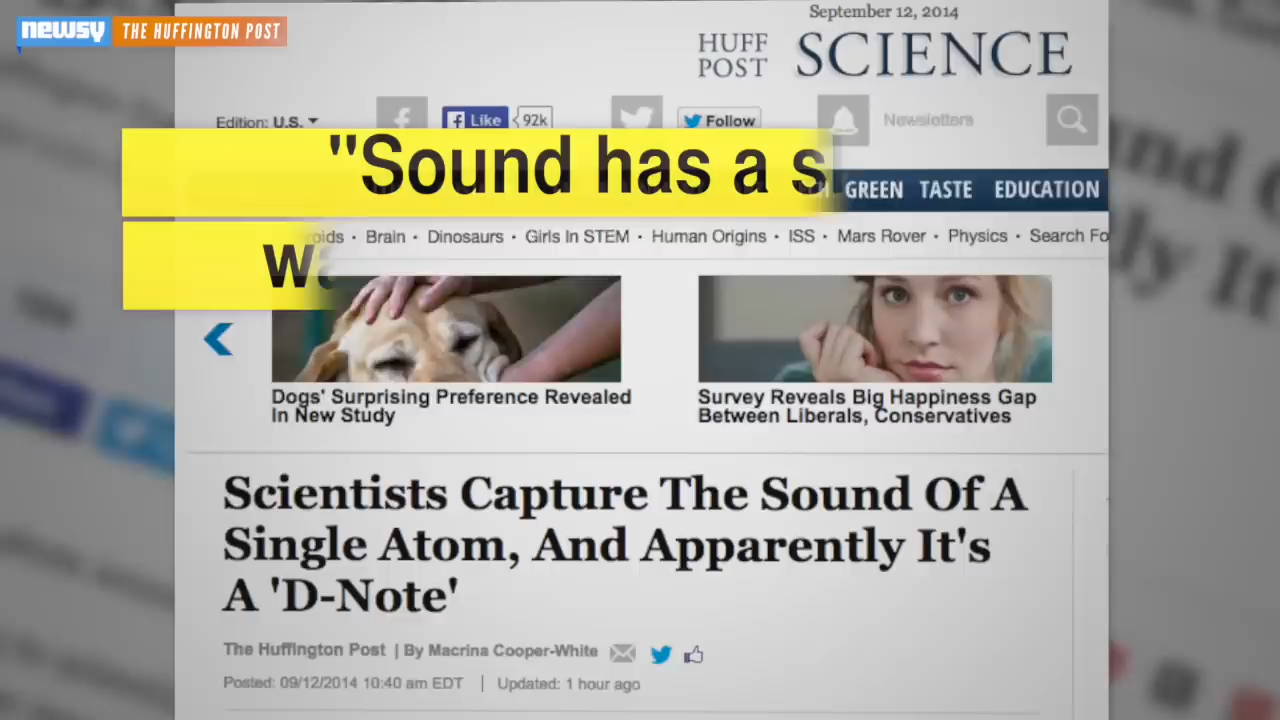 newsy THE HUFFINGTON POST
September 12, 2014
HUFF POST SCIENCE
Edition: U.S.
Like 92k
Follow
Newsletters
"Sound has a
GREEN TASTE EDUCATION
Brain · Dinosaurs · Girls In STEM · Human Origins · ISS · Mars Rover · Physics · Search
Dogs' Surprising Preference Revealed
In New Study
Survey Reveals Big Happiness Gap
Between Liberals, Conservatives
Scientists Capture The Sound Of A
Single Atom, And Apparently It's
A 'D-Note'
The Huffington Post | By Macrina Cooper-White
Posted: 09/12/2014 10:40 am EDT | Updated: 1 hour ago